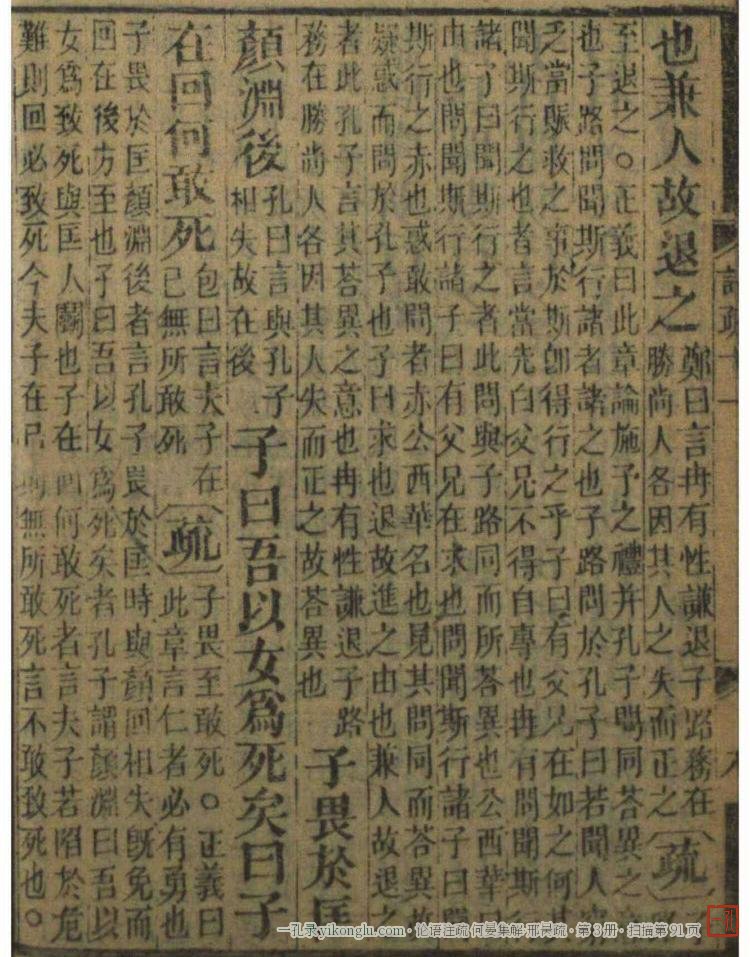 疏十一
八
也兼人故退之鄭曰言冉有性謙退子路務在
勝尚人各因其人之失而正之疏
至退之○正義曰此章論施予之禮并孔子問同荅異之
也子路問聞斯行諸者諸之也子路問於孔子曰若聞人
乏當賑救之事於斯卽得行之乎子曰有父兄在如之何
聞斯行之也者言當先白父兄不得自專也冉有問聞斯
諸子曰聞斯行之者此問與子路同而所荅異也公西華
由也問聞斯行諸子曰有父兄在求也問聞斯行諸子曰聞
斯行之赤也惑敢問者赤公西華名也見其問同而荅異故
疑惑而問於孔子也子曰求也退故進之由也兼人故退之
者此孔子言其荅異之意也冉有性謙退子路
務在勝尚人各因其人失而正之故荅異也子畏於匡
顏淵後孔曰言與孔子
相失故在後子曰吾以女爲死矣曰子
在回何敢死包曰言夫子在
已無所敢死疏子畏至敢死○正義曰
此章言仁者必有勇也
子畏於匡顏淵後者言孔子畏於匡時與顏回相失旣免而
回在後方至也子曰吾以女爲死矣者孔子謂顏淵曰吾以
女爲致死與匡人鬬也子在回何敢死者言夫子若陷於危
難則回必致死今夫子在已則無所敢死言不敢致死也○
一孔录 yikonglu.com · 论语注疏 何晏集解 邢昺疏 · 第3册 · 扫描第91页